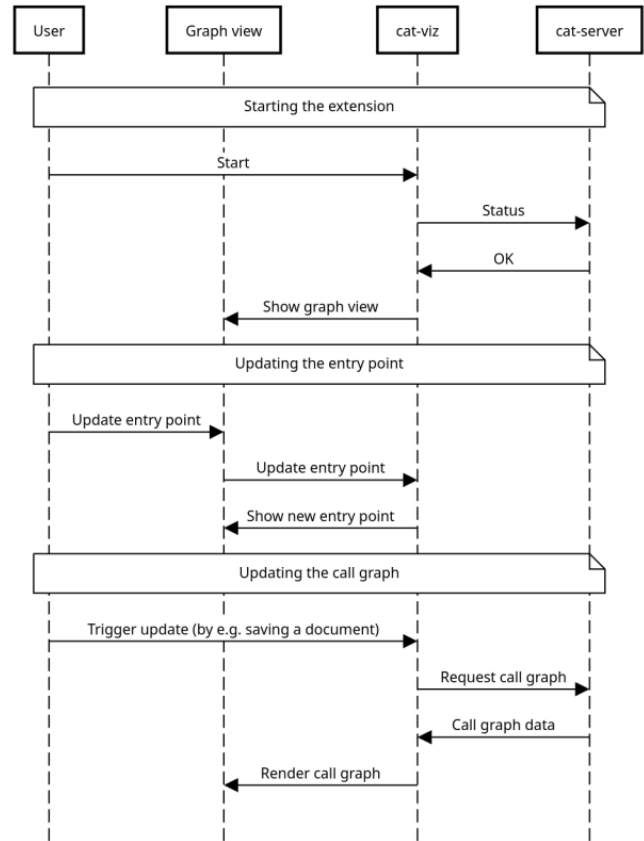 User
Graph view
cat-viz
cat-server
Starting the extension
Start
Status
OK
Show graph view
Updating the entry point
Update entry point
Update entry point
Show new entry point
Updating the call graph
Trigger update (by e.g. saving a document)
Request call graph
Call graph data
Render call graph